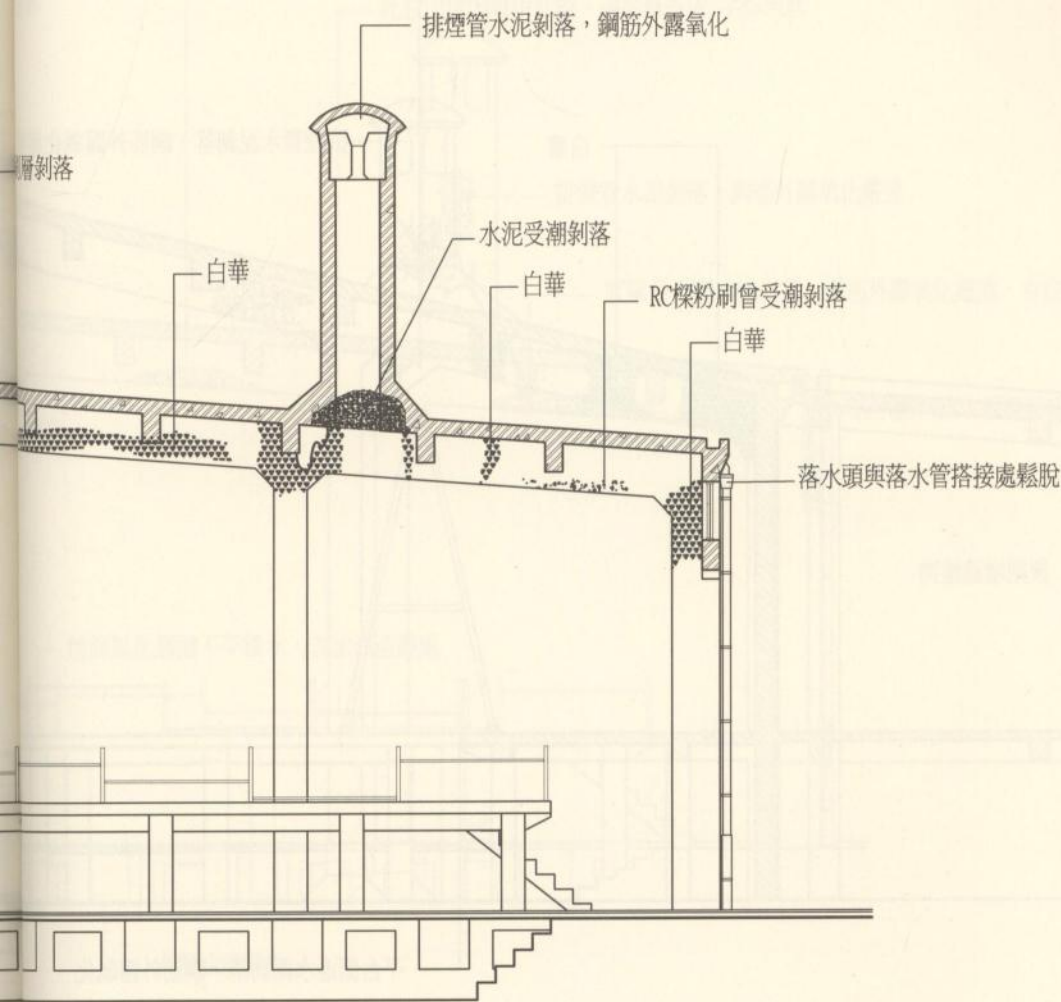 排煙管水泥剝落，鋼筋外露氧化
層剝落
水泥受潮剝落
白華
白華
RC樑粉刷曾受潮剝落
白華
落水頭與落水管搭接處鬆脫